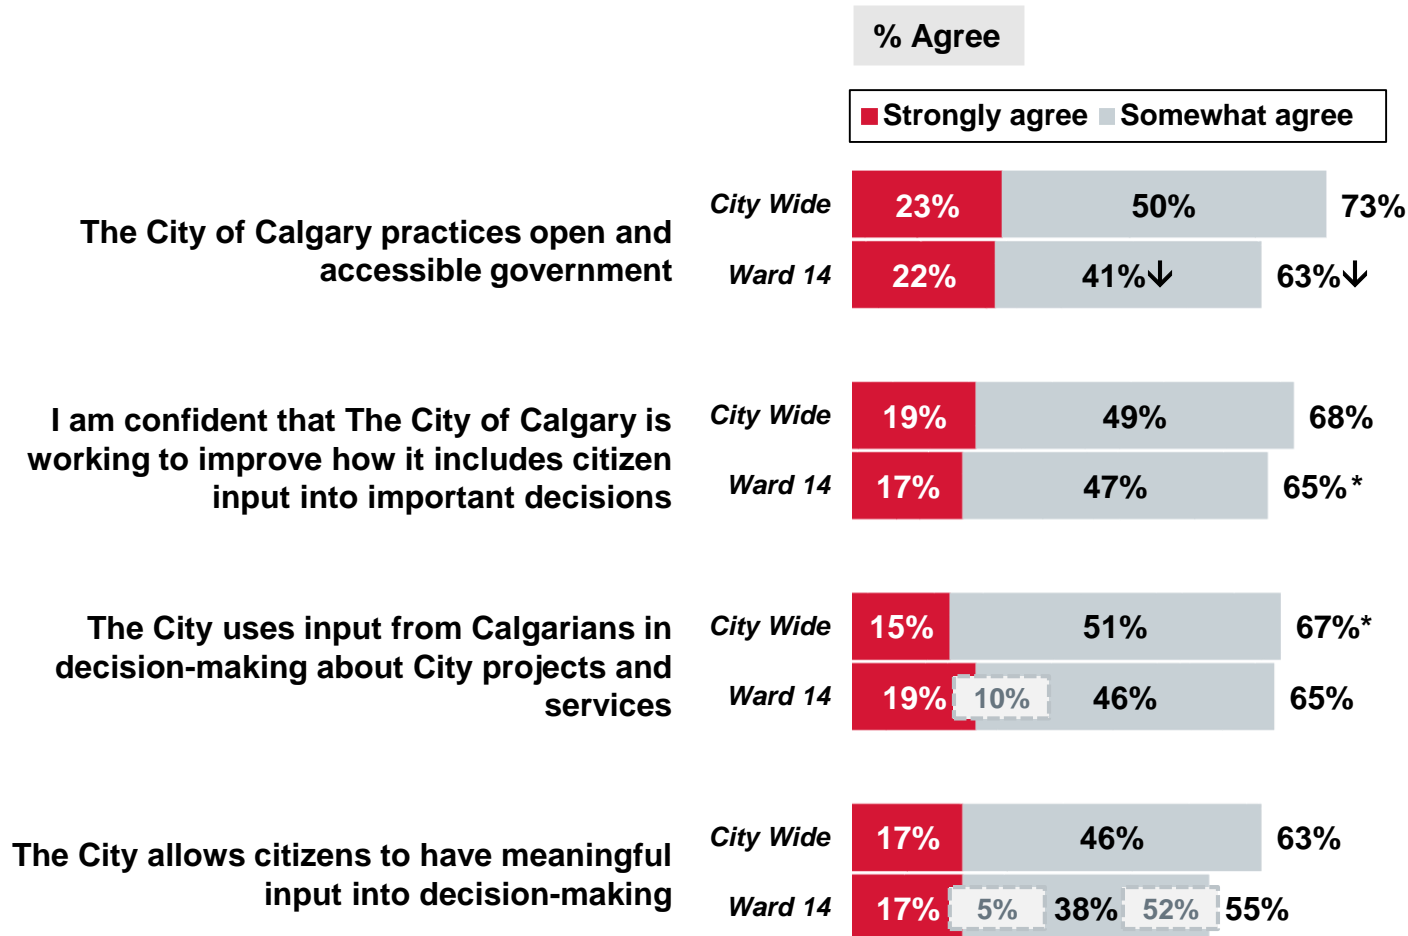 % Agree
Strongly agree Somewhat agree
The City of Calgary practices open and
accessible government
City Wide 23% 50% 73%
Ward 14 22% 41%↓ 63%↓
I am confident that The City of Calgary is
working to improve how it includes citizen
input into important decisions
City Wide 19% 49% 68%
Ward 14 17% 47% 65%*
The City uses input from Calgarians in
decision-making about City projects and
services
City Wide 15% 51% 67%*
Ward 14 19% 10% 46% 65%
The City allows citizens to have meaningful
input into decision-making
City Wide 17% 46% 63%
Ward 14 17% 5% 38% 52% 55%